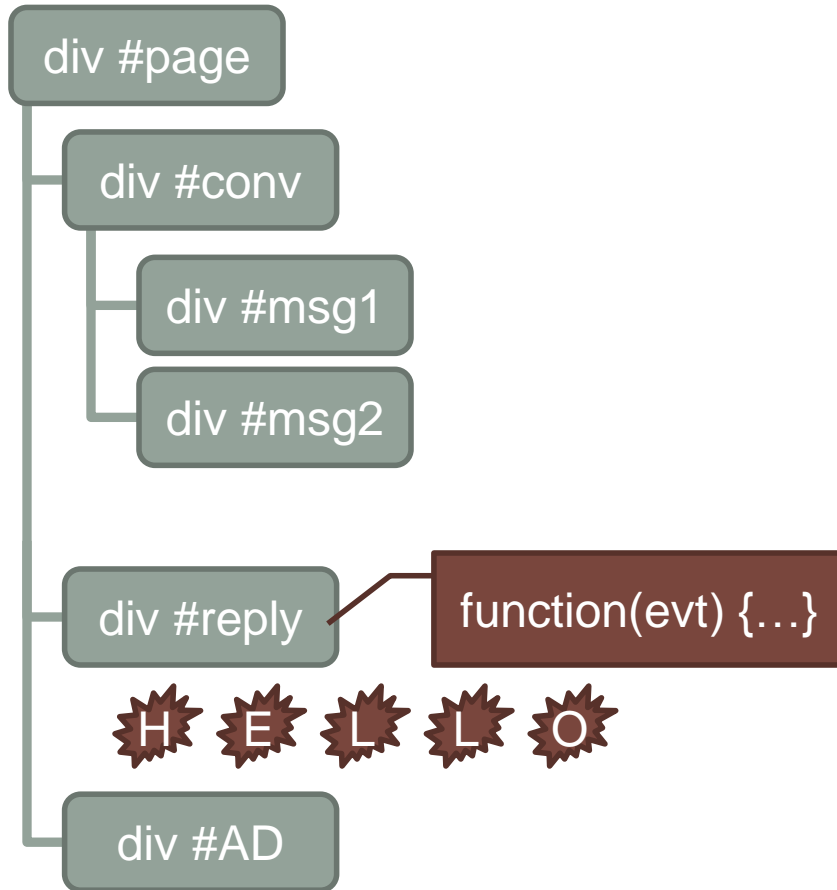 div #page
div #conv
div #msg1
div #msg2
div #reply
function(evt) {…}
H E L L O
div #AD